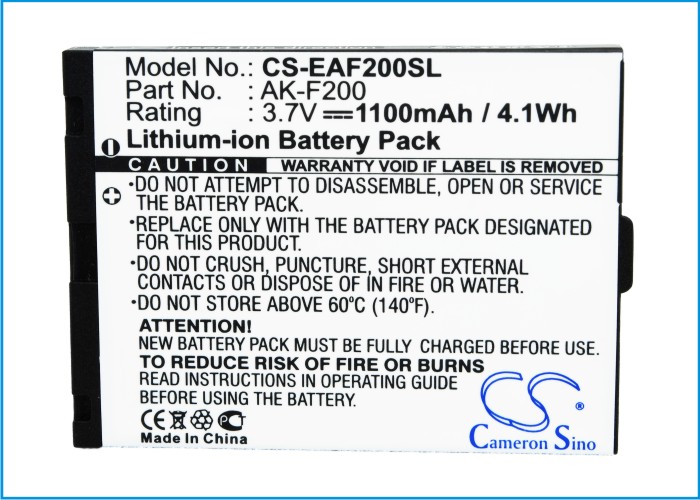 Model No.: CS-EAF200SL
Part No. : AK-F200
Rating : 3.7V 1100mAh / 4.1Wh
Lithium-ion Battery Pack
CAUTION WARRANTY VOID IF LABEL IS REMOVED
•DO NOT ATTEMPT TO DISASSEMBLE, OPEN OR SERVICE
THE BATTERY PACK.
•REPLACE ONLY WITH THE BATTERY PACK DESIGNATED
FOR THIS PRODUCT.
•DO NOT CRUSH, PUNCTURE, SHORT EXTERNAL
CONTACTS OR DISPOSE OF IN FIRE OR WATER.
•DO NOT STORE ABOVE 60°C (140°F).
ATTENTION!
NEW BATTERY PACK MUST BE FULLY CHARGED BEFORE USE.
TO REDUCE RISK OF FIRE OR BURNS
READ INSTRUCTIONS IN OPERATING GUIDE
BEFORE USING THE BATTERY.
CE
Made In China
CS®
Cameron Sino